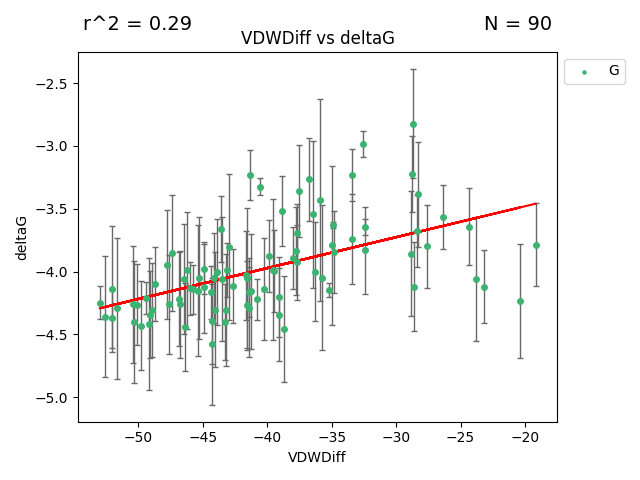 r^2 = 0.29
N = 90
VDWDiff vs deltaG
G
deltaG
−2.5
−3.0
−3.5
−4.0
−4.5
−5.0
−50
−45
−40
−35
−30
−25
−20
VDWDiff